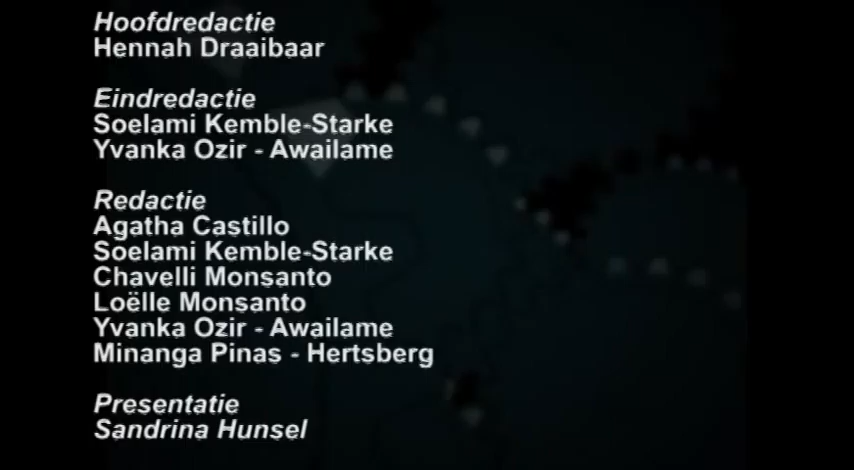 Hoofdredactie
Hennah Draaibaar
Eindredactie
Soelami Kemble-Starke
Yvanka Ozir - Awailame
Redactie
Agatha Castillo
Soelami Kemble-Starke
Chavelli Monsanto
Loëlle Monsanto
Yvanka Ozir - Awailame
Minanga Pinas - Hertsberg
Presentatie
Sandrina Hunsel